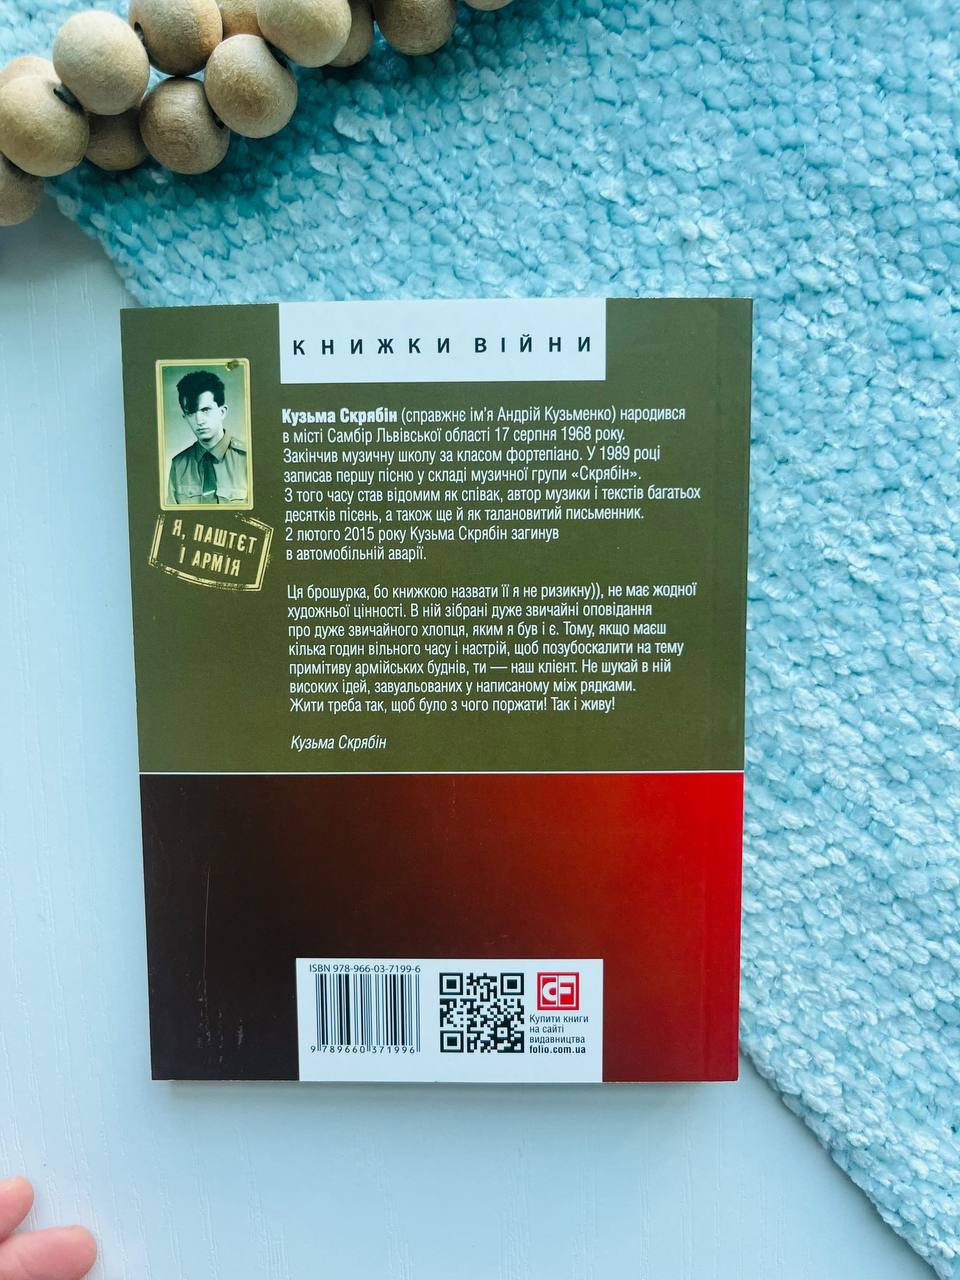 КНИЖКИ ВІЙНИ
Кузьма Скрябін (справжнє ім'я Андрій Кузьменко) народився
в місті Самбір Львівської області 17 серпня 1968 року.
Закінчив музичну школу за класом фортепіано. У 1989 році
записав першу пісню у складі музичної групи «Скрябін».
З того часу став відомим як співак, автор музики і текстів багатьох
десятків пісень, а також ще й як талановитий письменник.
2 лютого 2015 року Кузьма Скрябін загинув
в автомобільній аварії.
Я, ПАШТЄТ
І АРМІЯ
Ця брошурка, бо книжкою назвати її я не ризикну)), не має жодної
художньої цінності. В ній зібрані дуже звичайні оповідання
про дуже звичайного хлопця, яким я був і є. Тому, якщо маєш
кілька годин вільного часу і настрій, щоб позубоскалити на тему
примітиву армійських буднів, ти — наш клієнт. Не шукай в ній
високих ідей, завуальованих у написаному між рядками.
Жити треба так, щоб було з чого поржати! Так і живу!
Кузьма Скрябін
ISBN 978-966-03-7199-6
9 789660 371996
CF
Купити книги
на сайті
видавництва
folio.com.ua